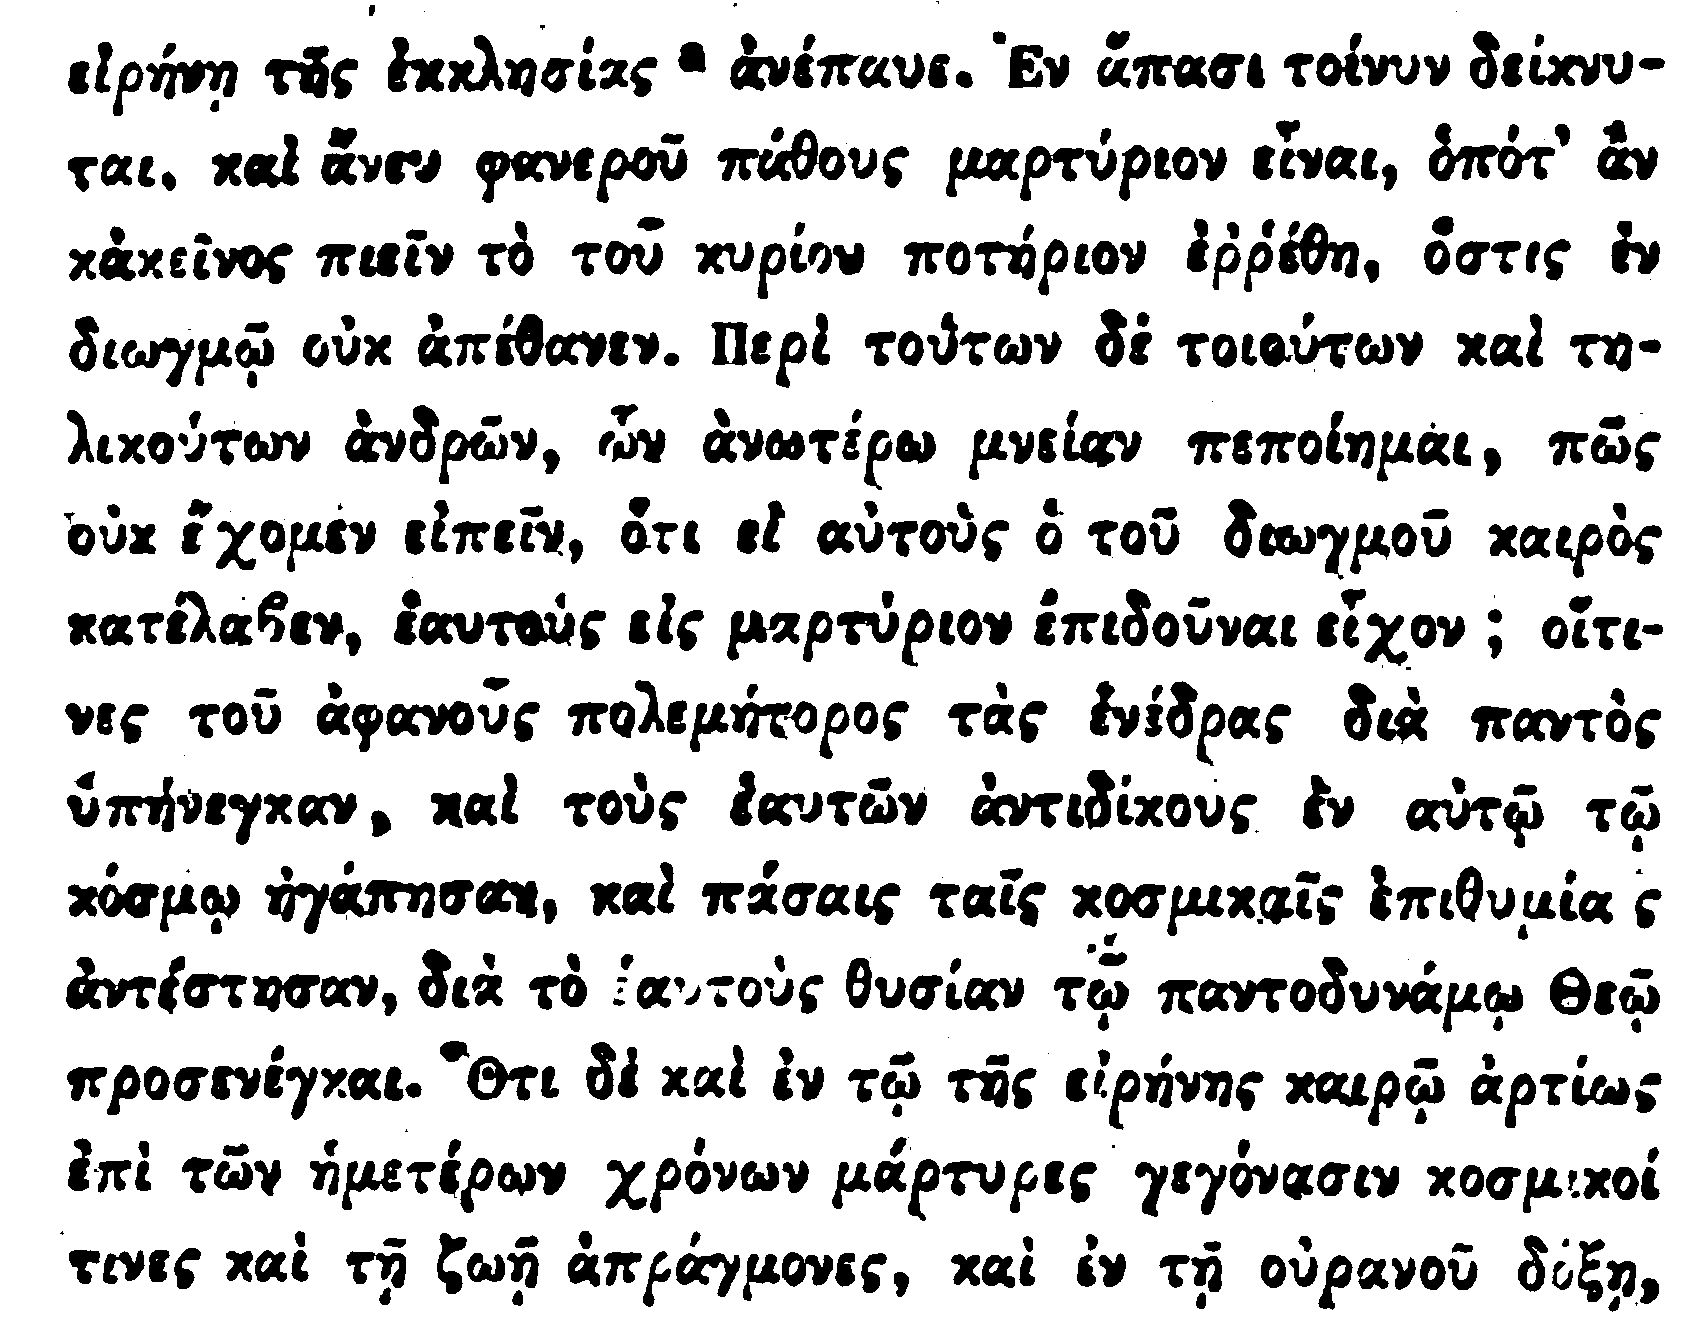 εἰρήνῃ τῆς ἐκκλησίας ª ἀνέπαυε. Ἐν ἅπασι τοίνυν δείκνυ-
ται, καὶ ἄνευ φανεροῦ πάθους μαρτύριον εἶναι, ὁπότ’ ἂν
κἀκεῖνος πιεῖν τὸ τοῦ κυρίου ποτήριον ἐῤῥέθη, ὅστις ἐν
διωγμῷ οὐκ ἀπέθανεν. Περὶ τούτων δὲ τοιούτων καὶ τη-
λικούτων ἀνδρῶν, ὧν ἀνωτέρω μνείαν πεποίημαι, πῶς
οὐκ ἔχομεν εἰπεῖν, ὅτι εἰ αὐτοὺς ὁ τοῦ διωγμοῦ καιρὸς
κατέλαϐεν, ἑαυτοὺς εἰς μαρτύριον ἐπιδοῦναι εἶχον ; οἵτι-
νες τοῦ ἀφανοῦς πολεμήτορος τὰς ἐνέδρας διὰ παντὸς
ὑπήνεγκαν, καὶ τοὺς ἑαυτῶν ἀντιδίκους ἐν αὐτῷ τῷ
κόσμῳ ἠγάπησαν, καὶ πάσαις ταῖς κοσμικαῖς ἐπιθυμίαις
ἀντέστησαν, διὰ τὸ ἑαυτοὺς θυσίαν τῷ παντοδυνάμῳ Θεῷ
προσενέγκαι. Ὅτι δὲ καὶ ἐν τῷ τῆς εἰρήνης καιρῷ ἀρτίως
ἐπὶ τῶν ἡμετέρων χρόνων μάρτυρες γεγόνασιν κοσμικοί
τινες καὶ τῇ ζωῇ ἀπράγμονες, καὶ ἐν τῇ οὐρανοῦ δόξῃ,